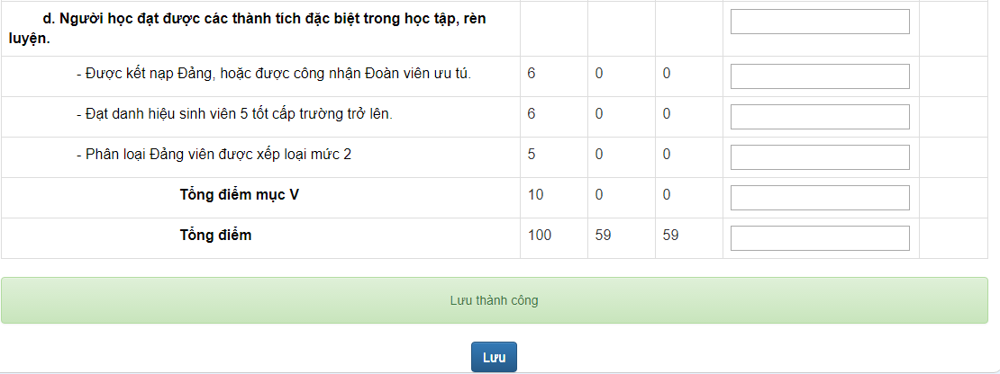 d. Người học đạt được các thành tích đặc biệt trong học tập, rèn
luyện.
- Được kết nạp Đảng, hoặc được công nhận Đoàn viên ưu tú. 6 0 0
- Đạt danh hiệu sinh viên 5 tốt cấp trường trở lên. 6 0 0
- Phân loại Đảng viên được xếp loại mức 2 5 0 0
Tổng điểm mục V 10 0 0
Tổng điểm 100 59 59
Lưu thành công
Lưu